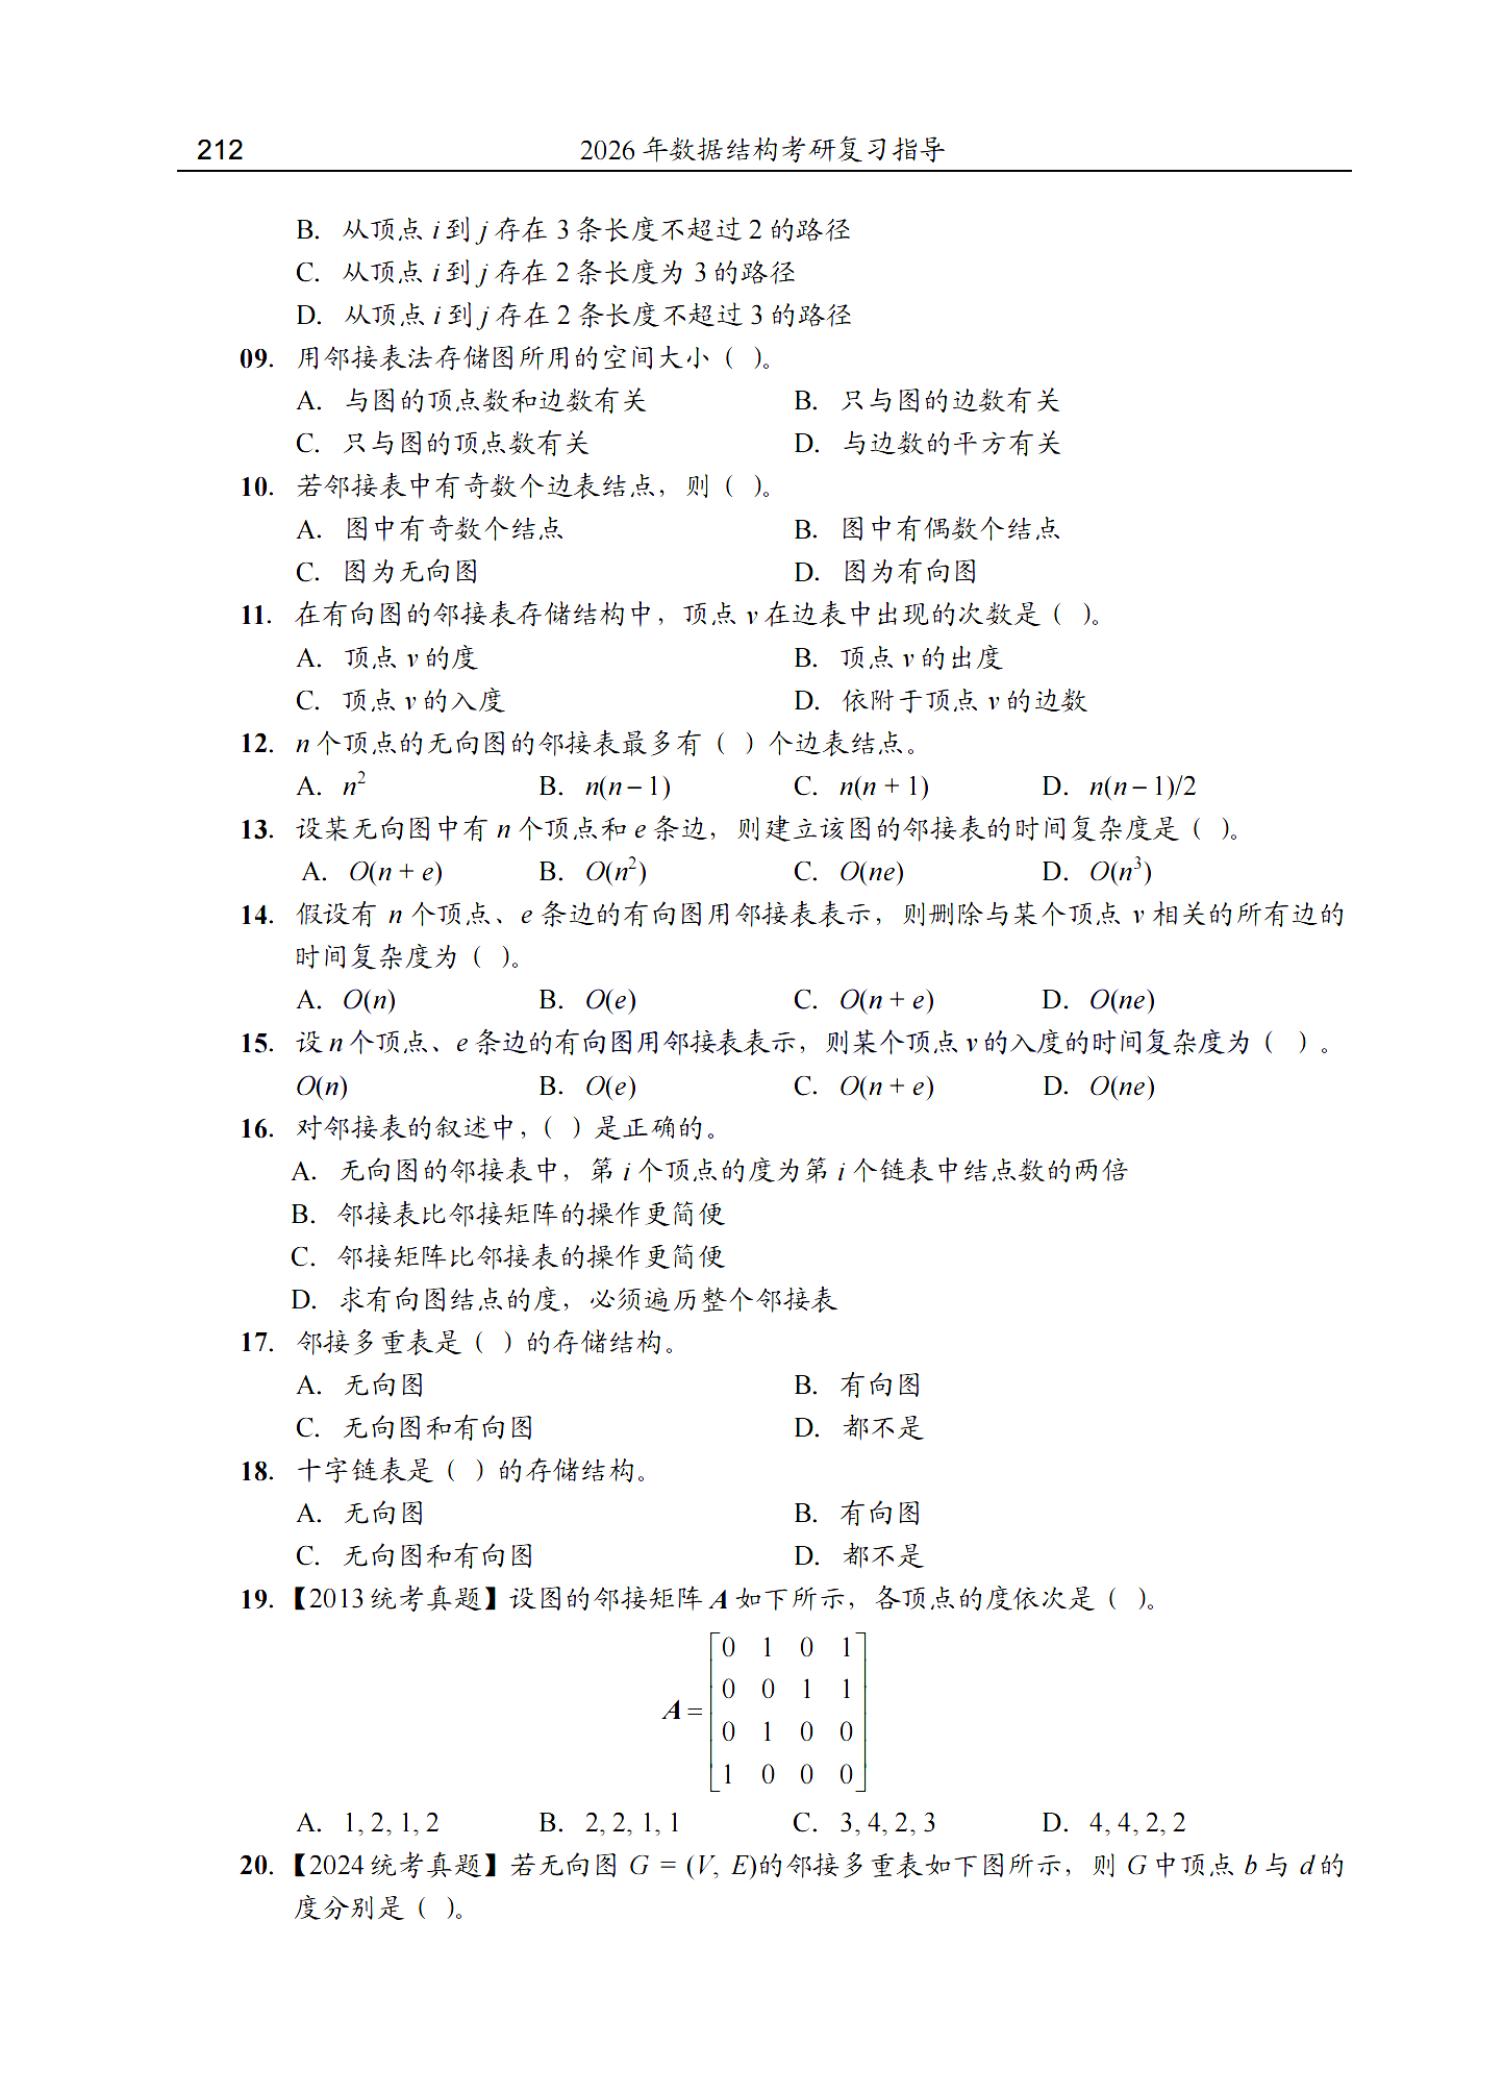 212 2026年数据结构考研复习指导
B. 从顶点 i 到 j 存在 3 条长度不超过 2 的路径
C. 从顶点 i 到 j 存在 2 条长度为 3 的路径
D. 从顶点 i 到 j 存在 2 条长度不超过 3 的路径
09. 用邻接表法存储图所用的空间大小（ ）。
A. 与图的顶点数和边数有关 B. 只与图的边数有关
C. 只与图的顶点数有关 D. 与边数的平方有关
10. 若邻接表中有奇数个边表结点，则（ ）。
A. 图中有奇数个结点 B. 图中有偶数个结点
C. 图为无向图 D. 图为有向图
11. 在有向图的邻接表存储结构中，顶点 v 在边表中出现的次数是（ ）。
A. 顶点 v 的度 B. 顶点 v 的出度
C. 顶点 v 的入度 D. 依附于顶点 v 的边数
12. n 个顶点的无向图的邻接表最多有（ ）个边表结点。
A. n² B. n(n − 1) C. n(n + 1) D. n(n − 1)/2
13. 设某无向图中有 n 个顶点和 e 条边，则建立该图的邻接表的时间复杂度是（ ）。
A. O(n + e) B. O(n²) C. O(ne) D. O(n³)
14. 假设有 n 个顶点、e 条边的有向图用邻接表表示，则删除与某个顶点 v 相关的所有边的
时间复杂度为（ ）。
A. O(n) B. O(e) C. O(n + e) D. O(ne)
15. 设 n 个顶点、e 条边的有向图用邻接表表示，则某个顶点 v 的入度的时间复杂度为（ ）。
O(n) B. O(e) C. O(n + e) D. O(ne)
16. 对邻接表的叙述中，（ ）是正确的。
A. 无向图的邻接表中，第 i 个顶点的度为第 i 个链表中结点数的两倍
B. 邻接表比邻接矩阵的操作更简便
C. 邻接矩阵比邻接表的操作更简便
D. 求有向图结点的度，必须遍历整个邻接表
17. 邻接多重表是（ ）的存储结构。
A. 无向图 B. 有向图
C. 无向图和有向图 D. 都不是
18. 十字链表是（ ）的存储结构。
A. 无向图 B. 有向图
C. 无向图和有向图 D. 都不是
19. 【2013统考真题】设图的邻接矩阵 A 如下所示，各顶点的度依次是（ ）。
0 1 0 1
0 0 1 1
A =
0 1 0 0
1 0 0 0
A. 1, 2, 1, 2 B. 2, 2, 1, 1 C. 3, 4, 2, 3 D. 4, 4, 2, 2
20. 【2024统考真题】若无向图 G = (V, E)的邻接多重表如下图所示，则 G 中顶点 b 与 d 的
度分别是（ ）。